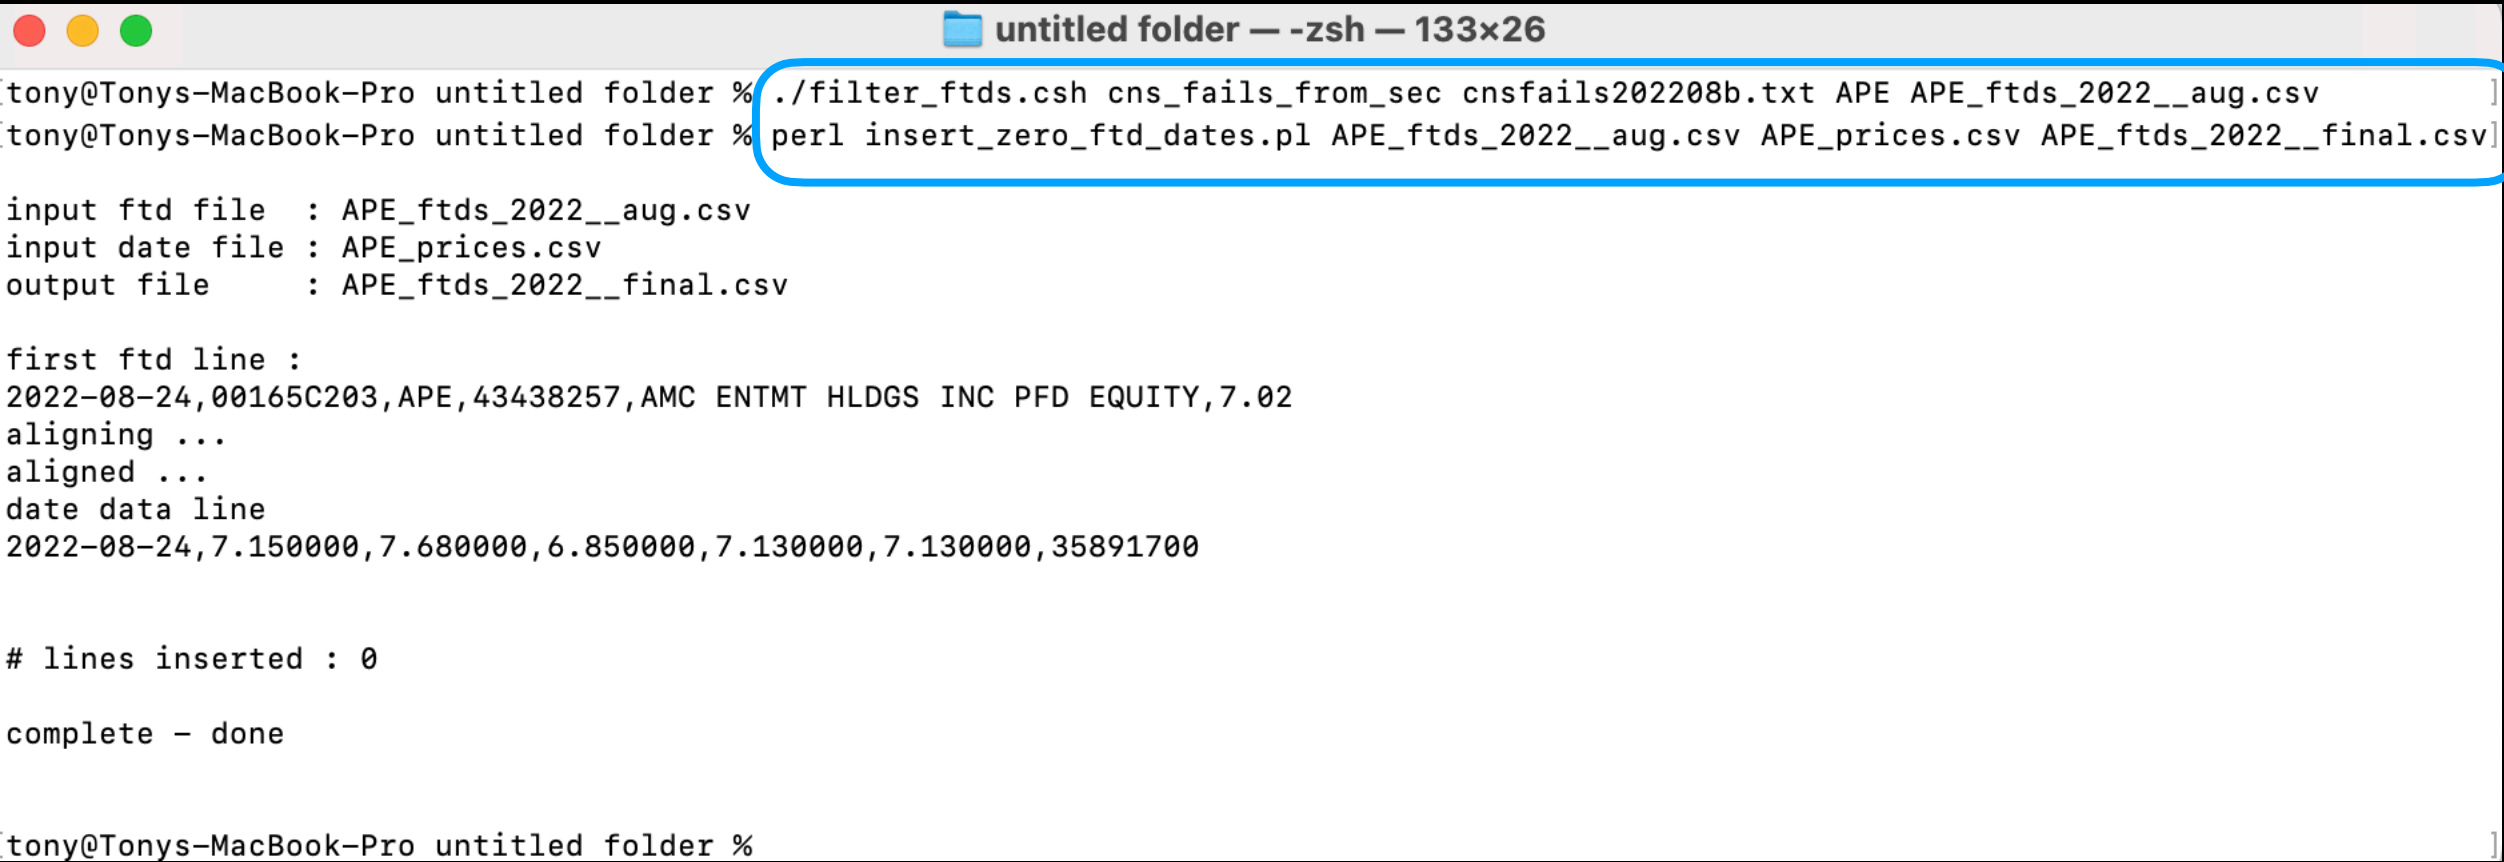 untitled folder — -zsh — 133×26
tony@Tonys-MacBook-Pro untitled folder % ./filter_ftds.csh cns_fails_from_sec cnsfails202208b.txt APE APE_ftds_2022__aug.csv
tony@Tonys-MacBook-Pro untitled folder % perl insert_zero_ftd_dates.pl APE_ftds_2022__aug.csv APE_prices.csv APE_ftds_2022__final.csv
input ftd file  : APE_ftds_2022__aug.csv
input date file : APE_prices.csv
output file     : APE_ftds_2022__final.csv
first ftd line :
2022-08-24,00165C203,APE,43438257,AMC ENTMT HLDGS INC PFD EQUITY,7.02
aligning ...
aligned ...
date data line
2022-08-24,7.150000,7.680000,6.850000,7.130000,7.130000,35891700
# lines inserted : 0
complete - done
tony@Tonys-MacBook-Pro untitled folder %